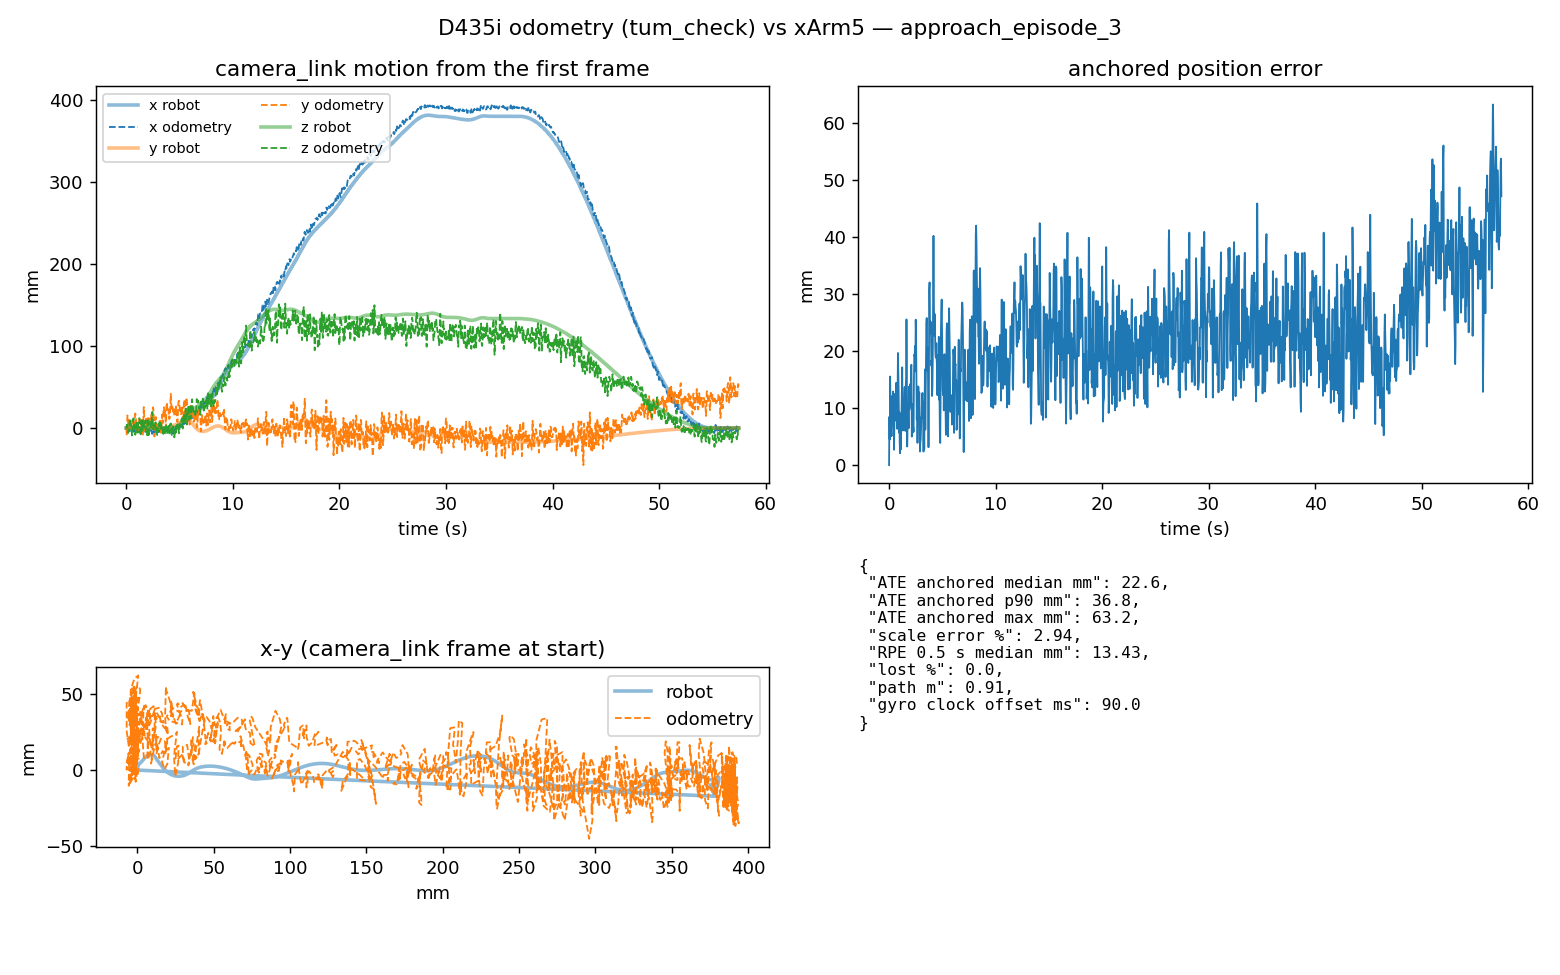 D435i odometry (tum_check) vs xArm5 — approach_episode_3
camera_link motion from the first frame
400
300
200
100
0
mm
x robot
x odometry
y robot
y odometry
z robot
z odometry
0 10 20 30 40 50 60
time (s)
anchored position error
60
50
40
30
20
10
0
mm
0 10 20 30 40 50 60
time (s)
x-y (camera_link frame at start)
50
0
−50
mm
robot
odometry
0 50 100 150 200 250 300 350 400
mm
{
"ATE anchored median mm": 22.6,
"ATE anchored p90 mm": 36.8,
"ATE anchored max mm": 63.2,
"scale error %": 2.94,
"RPE 0.5 s median mm": 13.43,
"lost %": 0.0,
"path m": 0.91,
"gyro clock offset ms": 90.0
}